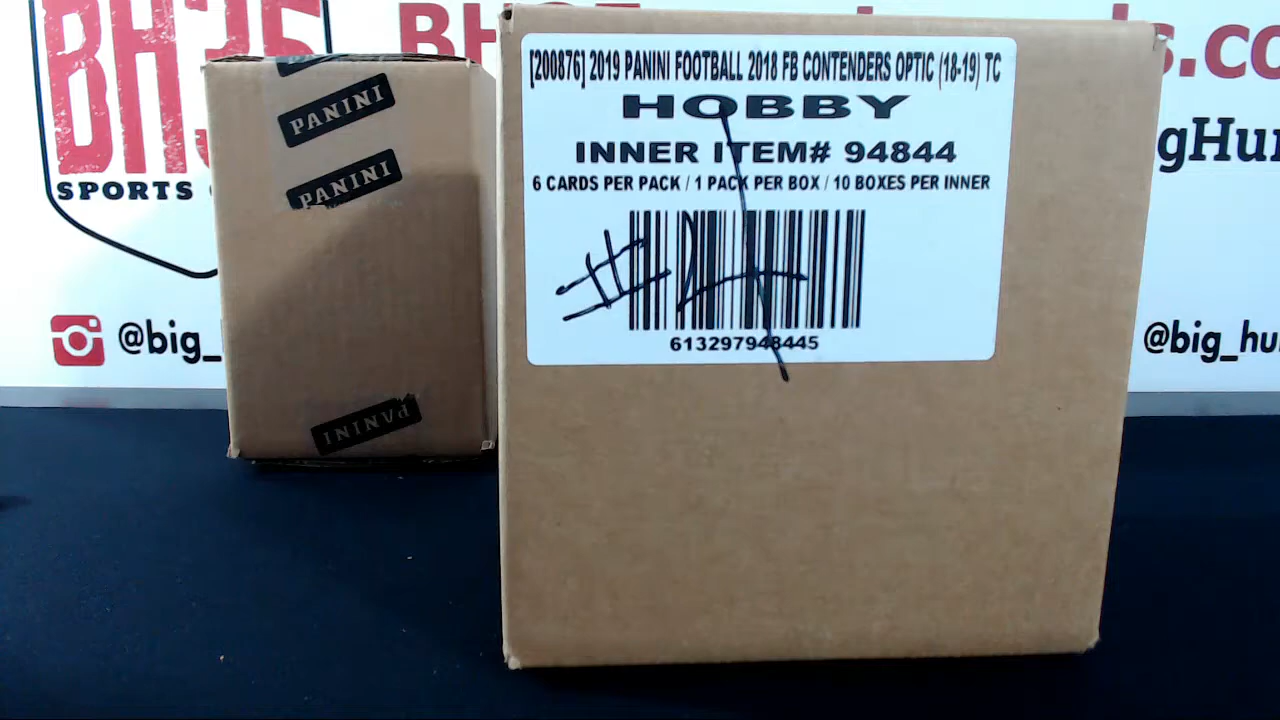 BH35
SPORTS
@big_
PANINI
PANINI
PANINI
[200876] 2019 PANINI FOOTBALL 2018 FB CONTENDERS OPTIC (18-19) TC
HOBBY
INNER ITEM# 94844
6 CARDS PER PACK / 1 PACK PER BOX / 10 BOXES PER INNER
613297948445
s.co
gHu
@big_hu